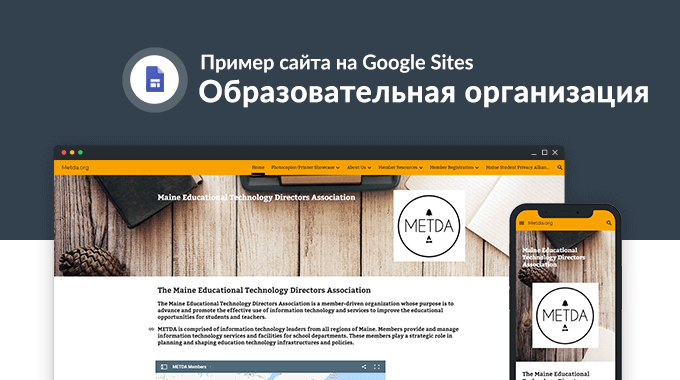 Пример сайта на Google Sites
Образовательная организация
Metda.org
Home Photocopier/Printer Showcase About Us Member Resources Member Registration Maine Student Privacy Allian...
Maine Educational Technology Directors Association
METDA
The Maine Educational Technology Directors Association
The Maine Educational Technology Directors Association is a member-driven organization whose purpose is to
advance and promote the effective use of information technology and services to improve the educational
opportunities for students and teachers.
METDA is comprised of information technology leaders from all regions of Maine. Members provide and manage
information technology services and facilities for school departments. These members play a strategic role in
planning and shaping education technology infrastructures and policies.
METDA Members
Metda.org
Maine Educational
Technology Directors
Association
METDA
The Maine Educational
Technology Directors